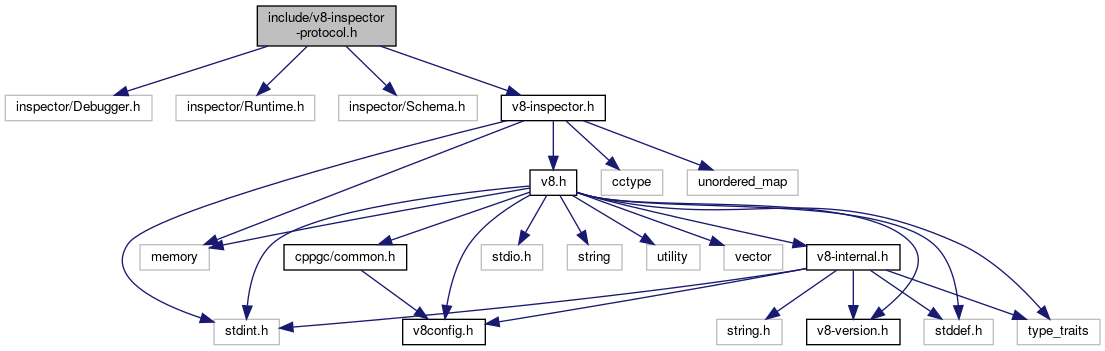 include/v8-inspector
-protocol.h
inspector/Debugger.h
inspector/Runtime.h
inspector/Schema.h
v8-inspector.h
v8.h
cctype
unordered_map
memory
cppgc/common.h
stdio.h
string
utility
vector
v8-internal.h
stdint.h
v8config.h
string.h
v8-version.h
stddef.h
type_traits